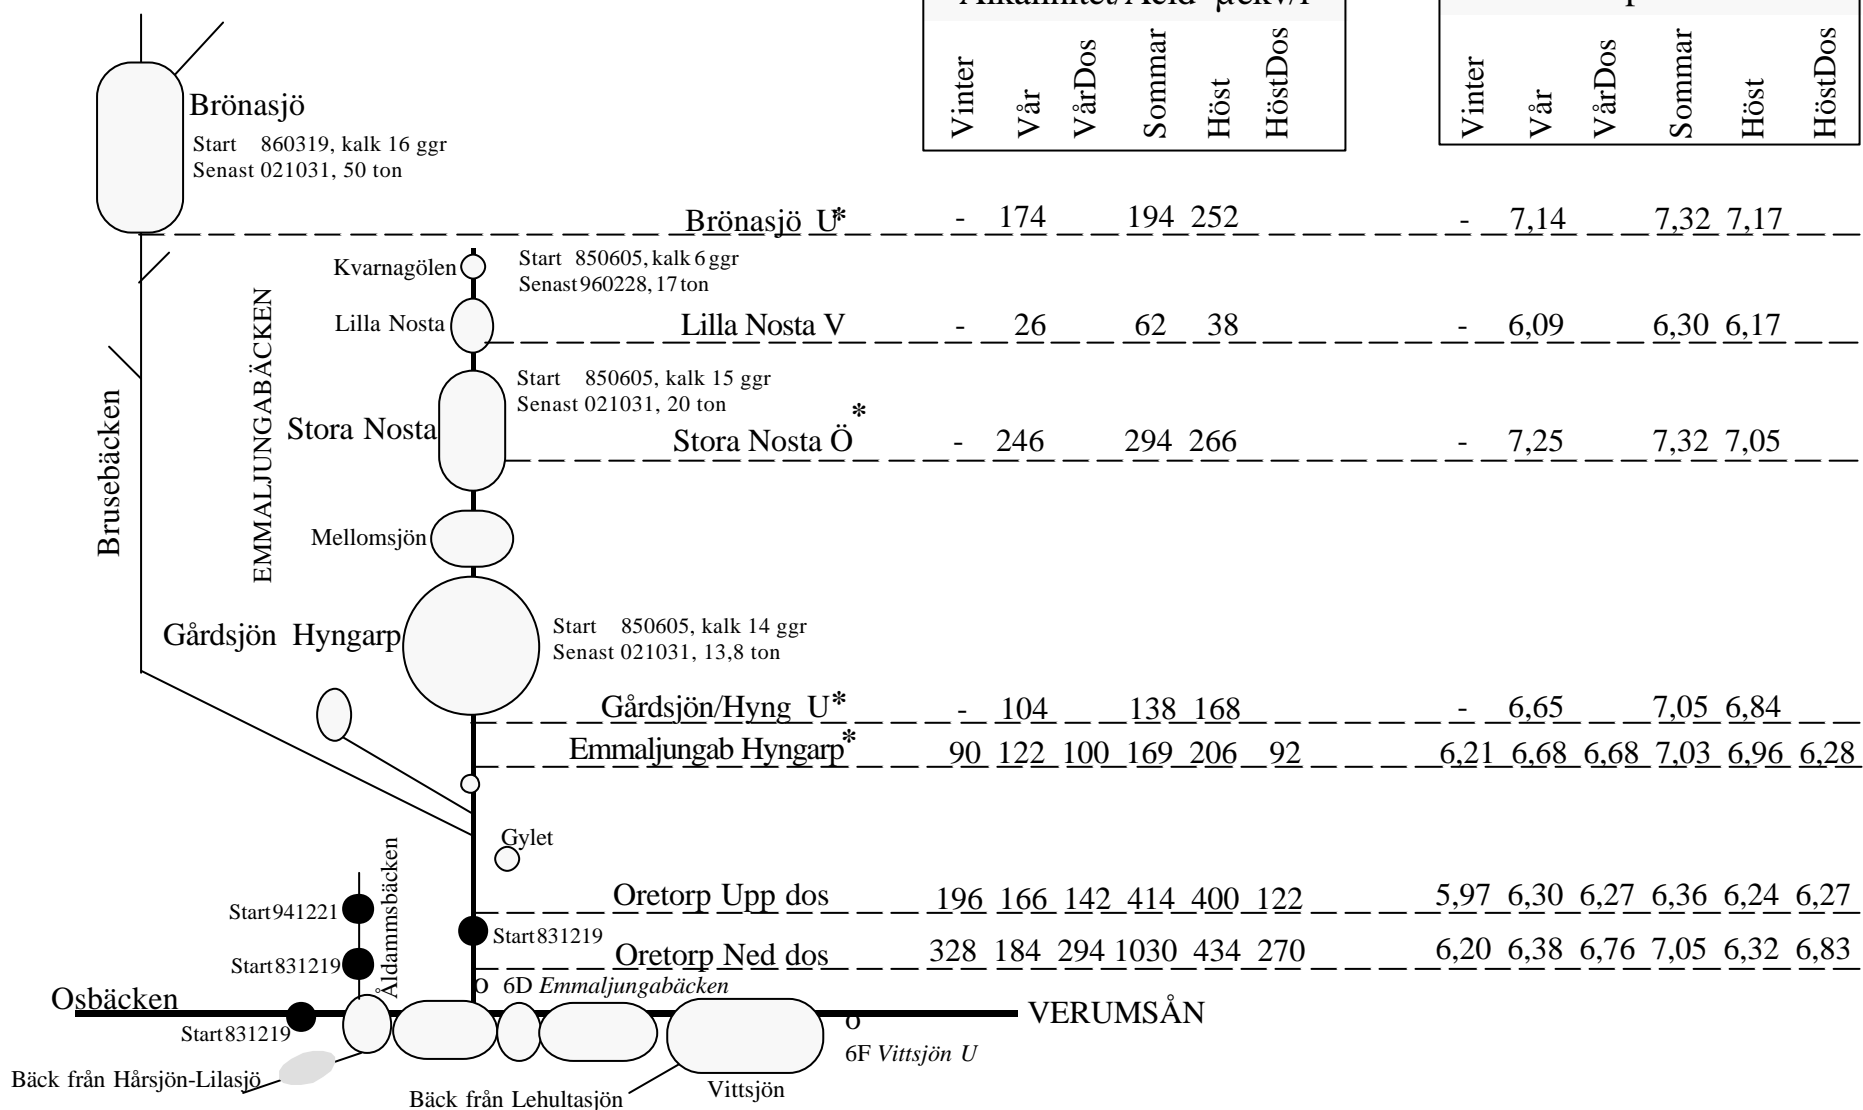 Vinter Vår VårDos Sommar Höst HöstDos
Vinter Vår VårDos Sommar Höst HöstDos
Brönasjö
Start 860319, kalk 16 ggr
Senast 021031, 50 ton
Brönasjö U* - 174 194 252 - 7,14 7,32 7,17
Kvarnagölen
Start 850605, kalk 6 ggr
Senast 960228, 17 ton
EMMALJUNGABÄCKEN
Lilla Nosta
Lilla Nosta V - 26 62 38 - 6,09 6,30 6,17
Start 850605, kalk 15 ggr
Senast 021031, 20 ton
Brusebäcken
Stora Nosta
Stora Nosta Ö* - 246 294 266 - 7,25 7,32 7,05
Mellomsjön
Gårdsjön Hyngarp
Start 850605, kalk 14 ggr
Senast 021031, 13,8 ton
Gårdsjön/Hyng U* - 104 138 168 - 6,65 7,05 6,84
Emmaljungab Hyngarp* 90 122 100 169 206 92 6,21 6,68 6,68 7,03 6,96 6,28
Gylet
Åldammsbäcken
Oretorp Upp dos 196 166 142 414 400 122 5,97 6,30 6,27 6,36 6,24 6,27
Start 941221
Start 831219
Oretorp Ned dos 328 184 294 1030 434 270 6,20 6,38 6,76 7,05 6,32 6,83
Start 831219
o 6D Emmaljungabäcken
Osbäcken
VERUMSÅN
Start 831219
o
6F Vittsjön U
Bäck från Hårsjön-Lilasjö
Vittsjön
Bäck från Lehultasjön